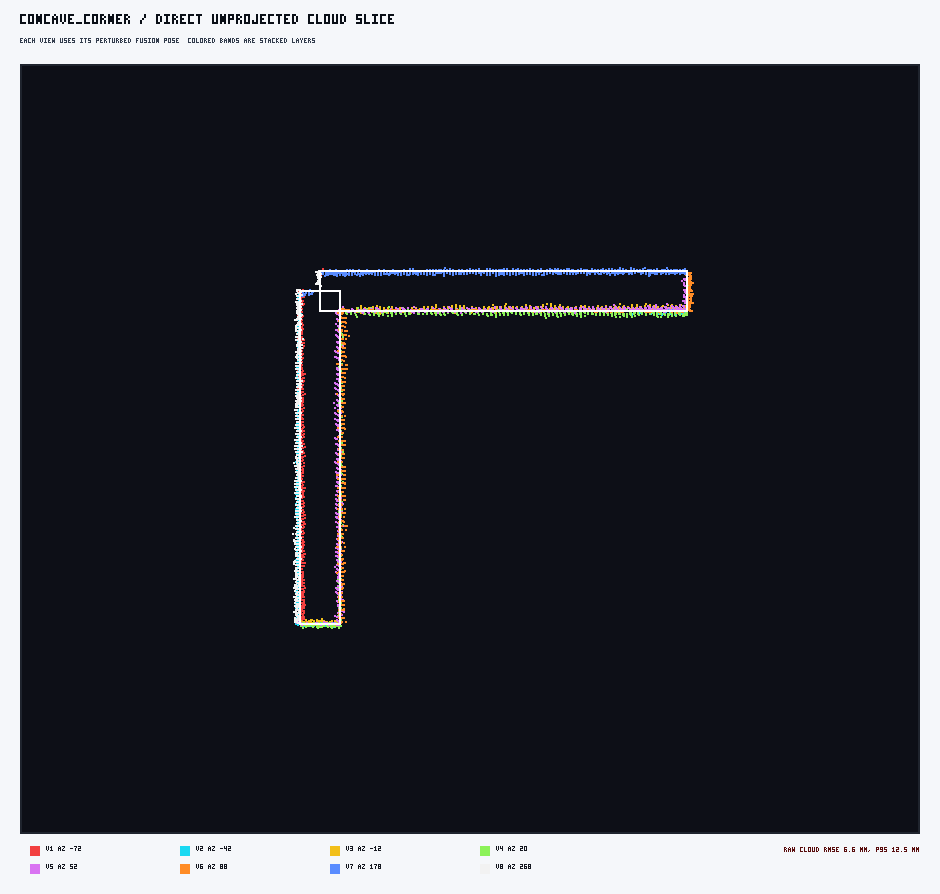 CONCAVE_CORNER / DIRECT UNPROJECTED CLOUD SLICE
EACH VIEW USES ITS PERTURBED FUSION POSE COLORED BANDS ARE STACKED LAYERS
V1 AZ -72 V2 AZ -42 V3 AZ -12 V4 AZ 20
RAW CLOUD RMSE 6.6 MM, P95 12.5 MM
V5 AZ 52 V6 AZ 88 V7 AZ 178 V8 AZ 268